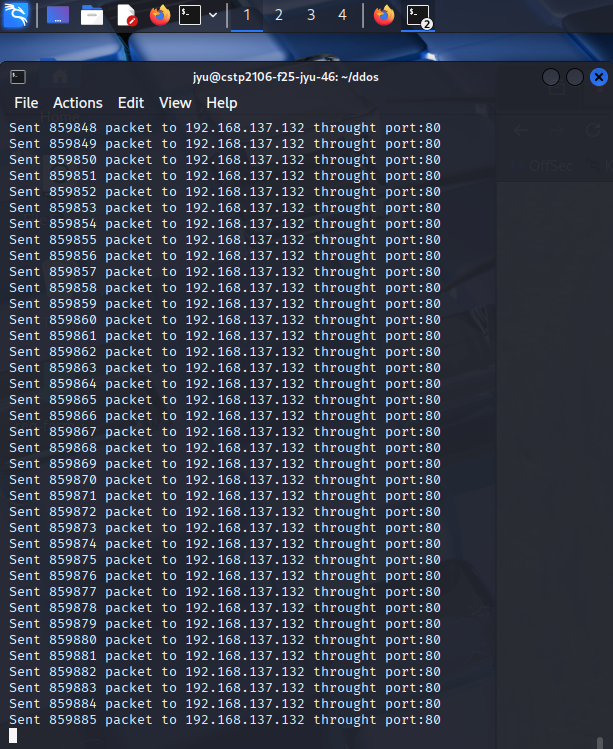 1 2 3 4 2
jyu@cstp2106-f25-jyu-46: ~/ddos
File Actions Edit View Help
OffSec
Sent 859848 packet to 192.168.137.132 throught port:80
Sent 859849 packet to 192.168.137.132 throught port:80
Sent 859850 packet to 192.168.137.132 throught port:80
Sent 859851 packet to 192.168.137.132 throught port:80
Sent 859852 packet to 192.168.137.132 throught port:80
Sent 859853 packet to 192.168.137.132 throught port:80
Sent 859854 packet to 192.168.137.132 throught port:80
Sent 859855 packet to 192.168.137.132 throught port:80
Sent 859856 packet to 192.168.137.132 throught port:80
Sent 859857 packet to 192.168.137.132 throught port:80
Sent 859858 packet to 192.168.137.132 throught port:80
Sent 859859 packet to 192.168.137.132 throught port:80
Sent 859860 packet to 192.168.137.132 throught port:80
Sent 859861 packet to 192.168.137.132 throught port:80
Sent 859862 packet to 192.168.137.132 throught port:80
Sent 859863 packet to 192.168.137.132 throught port:80
Sent 859864 packet to 192.168.137.132 throught port:80
Sent 859865 packet to 192.168.137.132 throught port:80
Sent 859866 packet to 192.168.137.132 throught port:80
Sent 859867 packet to 192.168.137.132 throught port:80
Sent 859868 packet to 192.168.137.132 throught port:80
Sent 859869 packet to 192.168.137.132 throught port:80
Sent 859870 packet to 192.168.137.132 throught port:80
Sent 859871 packet to 192.168.137.132 throught port:80
Sent 859872 packet to 192.168.137.132 throught port:80
Sent 859873 packet to 192.168.137.132 throught port:80
Sent 859874 packet to 192.168.137.132 throught port:80
Sent 859875 packet to 192.168.137.132 throught port:80
Sent 859876 packet to 192.168.137.132 throught port:80
Sent 859877 packet to 192.168.137.132 throught port:80
Sent 859878 packet to 192.168.137.132 throught port:80
Sent 859879 packet to 192.168.137.132 throught port:80
Sent 859880 packet to 192.168.137.132 throught port:80
Sent 859881 packet to 192.168.137.132 throught port:80
Sent 859882 packet to 192.168.137.132 throught port:80
Sent 859883 packet to 192.168.137.132 throught port:80
Sent 859884 packet to 192.168.137.132 throught port:80
Sent 859885 packet to 192.168.137.132 throught port:80